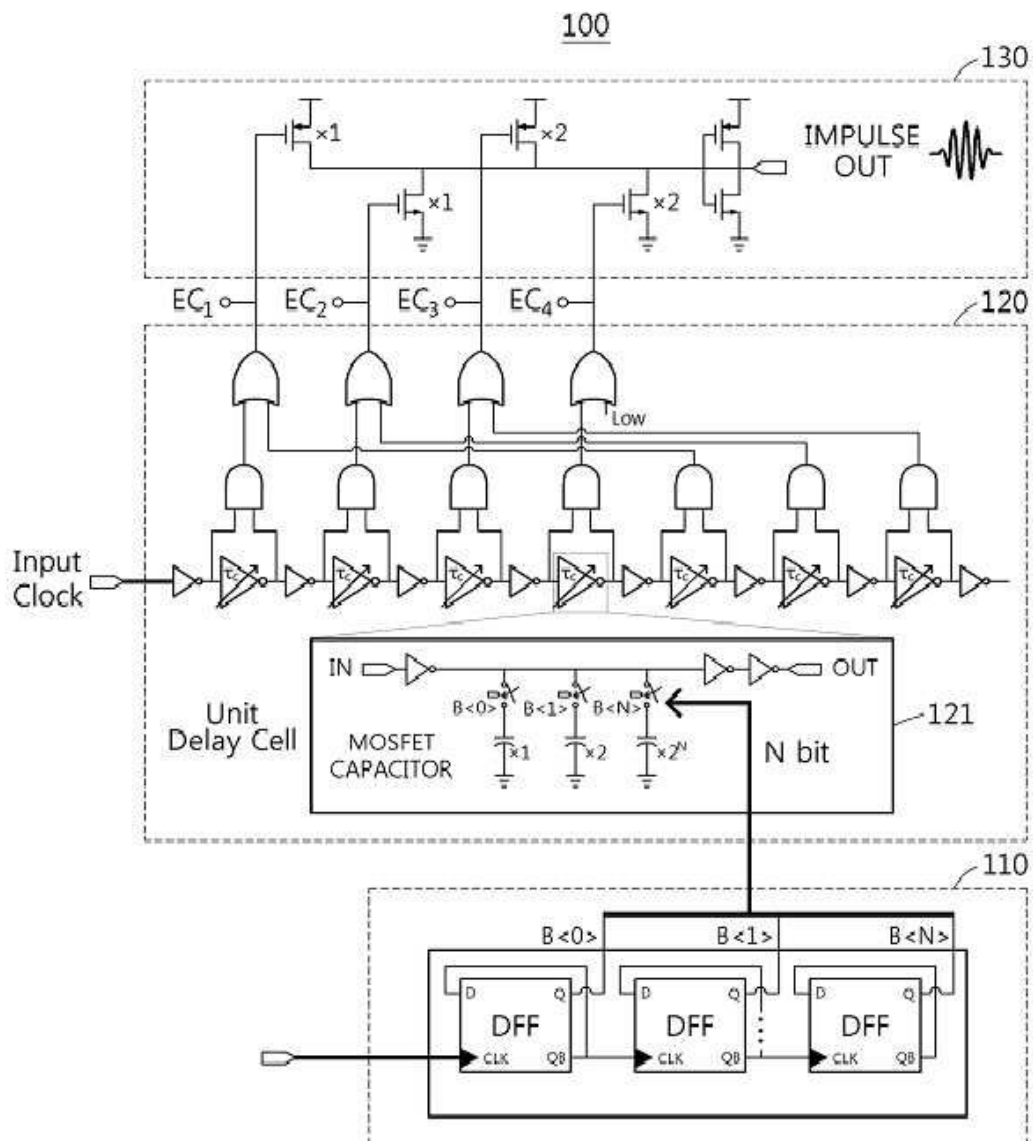 100
130
×1
×2
IMPULSE
OUT
×1
×2
EC1
EC2
EC3
EC4
120
Low
Input
Clock
τc
τc
τc
τc
τc
τc
τc
IN
OUT
B<0>
B<1>
B<N>
121
Unit
Delay Cell
MOSFET
CAPACITOR
×1
×2
×2^N
N bit
110
B<0>
B<1>
B<N>
D
Q
D
Q
D
Q
DFF
DFF
DFF
CLK
QB
CLK
QB
CLK
QB